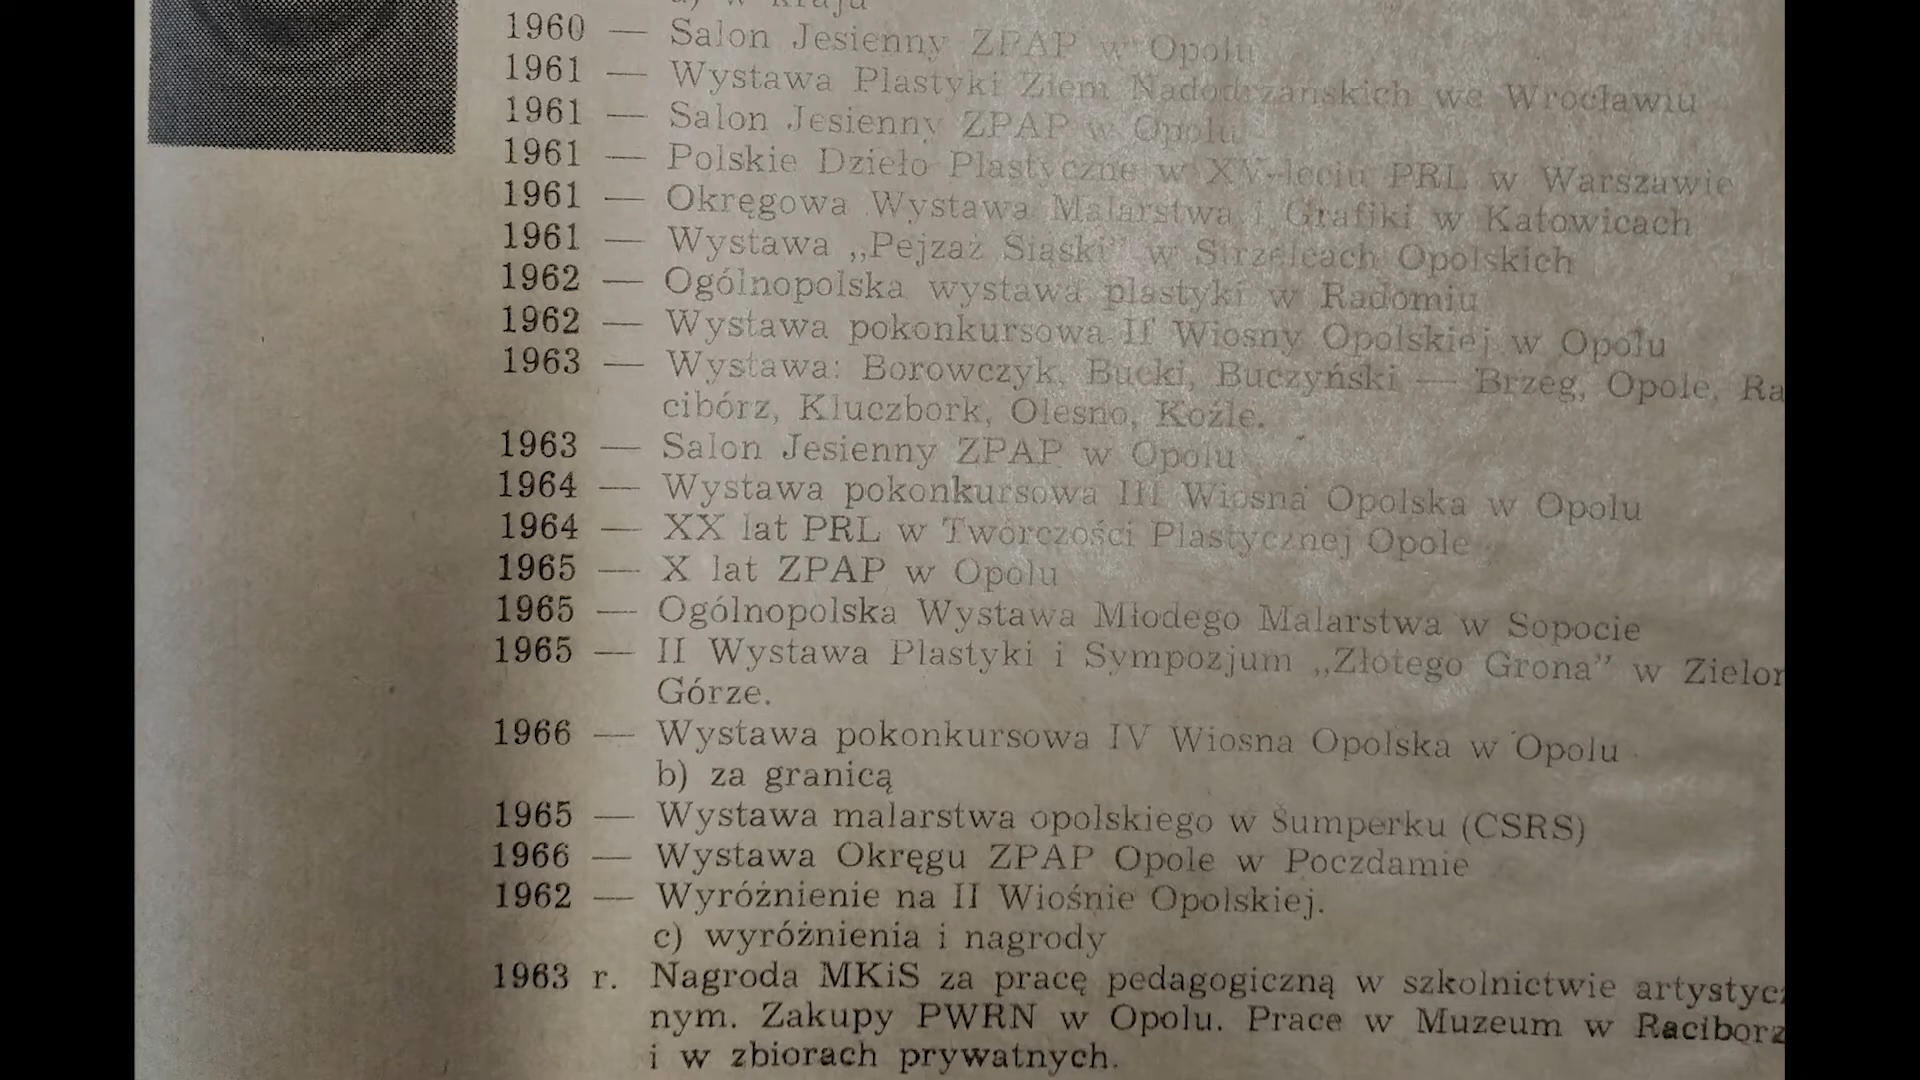 a) w kraju
1960 — Salon Jesienny ZPAP w Opolu
1961 — Wystawa Plastyki Ziem Nadodrzańskich we Wrocławiu
1961 — Salon Jesienny ZPAP w Opolu
1961 — Polskie Dzieło Plastyczne w XV-leciu PRL w Warszawie
1961 — Okręgowa Wystawa Malarstwa i Grafiki w Katowicach
1961 — Wystawa „Pejzaż Śląski” w Strzelcach Opolskich
1962 — Ogólnopolska wystawa plastyki w Radomiu
1962 — Wystawa pokonkursowa II Wiosny Opolskiej w Opolu
1963 — Wystawa: Borowczyk, Bucki, Buczyński — Brzeg, Opole, Ra
cibórz, Kluczbork, Olesno, Koźle.
1963 — Salon Jesienny ZPAP w Opolu
1964 — Wystawa pokonkursowa III Wiosna Opolska w Opolu
1964 — XX lat PRL w Twórczości Plastycznej Opole
1965 — X lat ZPAP w Opolu
1965 — Ogólnopolska Wystawa Młodego Malarstwa w Sopocie
1965 — II Wystawa Plastyki i Sympozjum „Złotego Grona” w Zielon
Górze.
1966 — Wystawa pokonkursowa IV Wiosna Opolska w Opolu
b) za granicą
1965 — Wystawa malarstwa opolskiego w Šumperku (CSRS)
1966 — Wystawa Okręgu ZPAP Opole w Poczdamie
1962 — Wyróżnienie na II Wiośnie Opolskiej.
c) wyróżnienia i nagrody
1963 r. Nagroda MKiS za pracę pedagogiczną w szkolnictwie artystycz
nym. Zakupy PWRN w Opolu. Prace w Muzeum w Raciborz
i w zbiorach prywatnych.